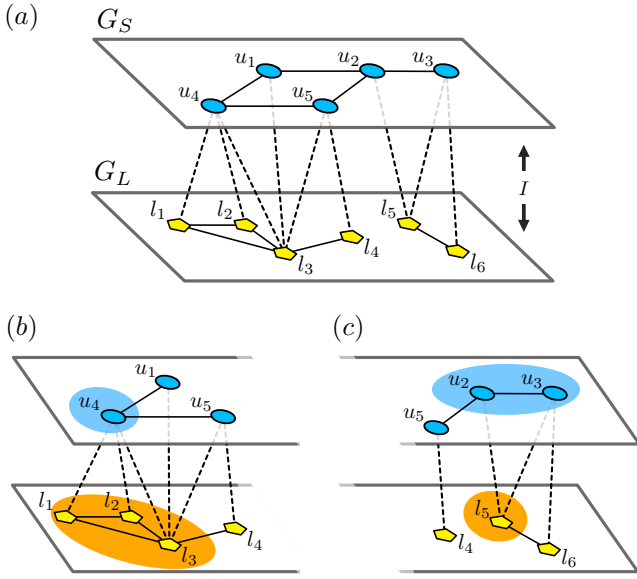 (a)
G_S
u_1 u_2 u_3
u_4 u_5
I
G_L
l_1 l_2 l_3 l_4 l_5 l_6
(b)
u_1
u_4 u_5
l_1 l_2 l_3 l_4
(c)
u_2 u_3
u_5
l_5
l_4 l_6